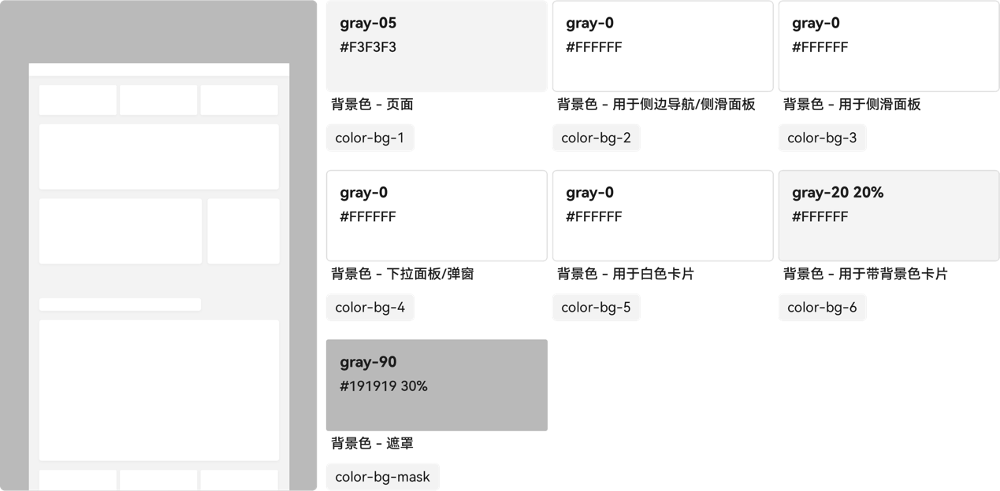 gray-05
#F3F3F3
背景色 - 页面
color-bg-1
gray-0
#FFFFFF
背景色 - 用于侧边导航/侧滑面板
color-bg-2
gray-0
#FFFFFF
背景色 - 用于侧滑面板
color-bg-3
gray-0
#FFFFFF
背景色 - 下拉面板/弹窗
color-bg-4
gray-0
#FFFFFF
背景色 - 用于白色卡片
color-bg-5
gray-20 20%
#FFFFFF
背景色 - 用于带背景色卡片
color-bg-6
gray-90
#191919 30%
背景色 - 遮罩
color-bg-mask